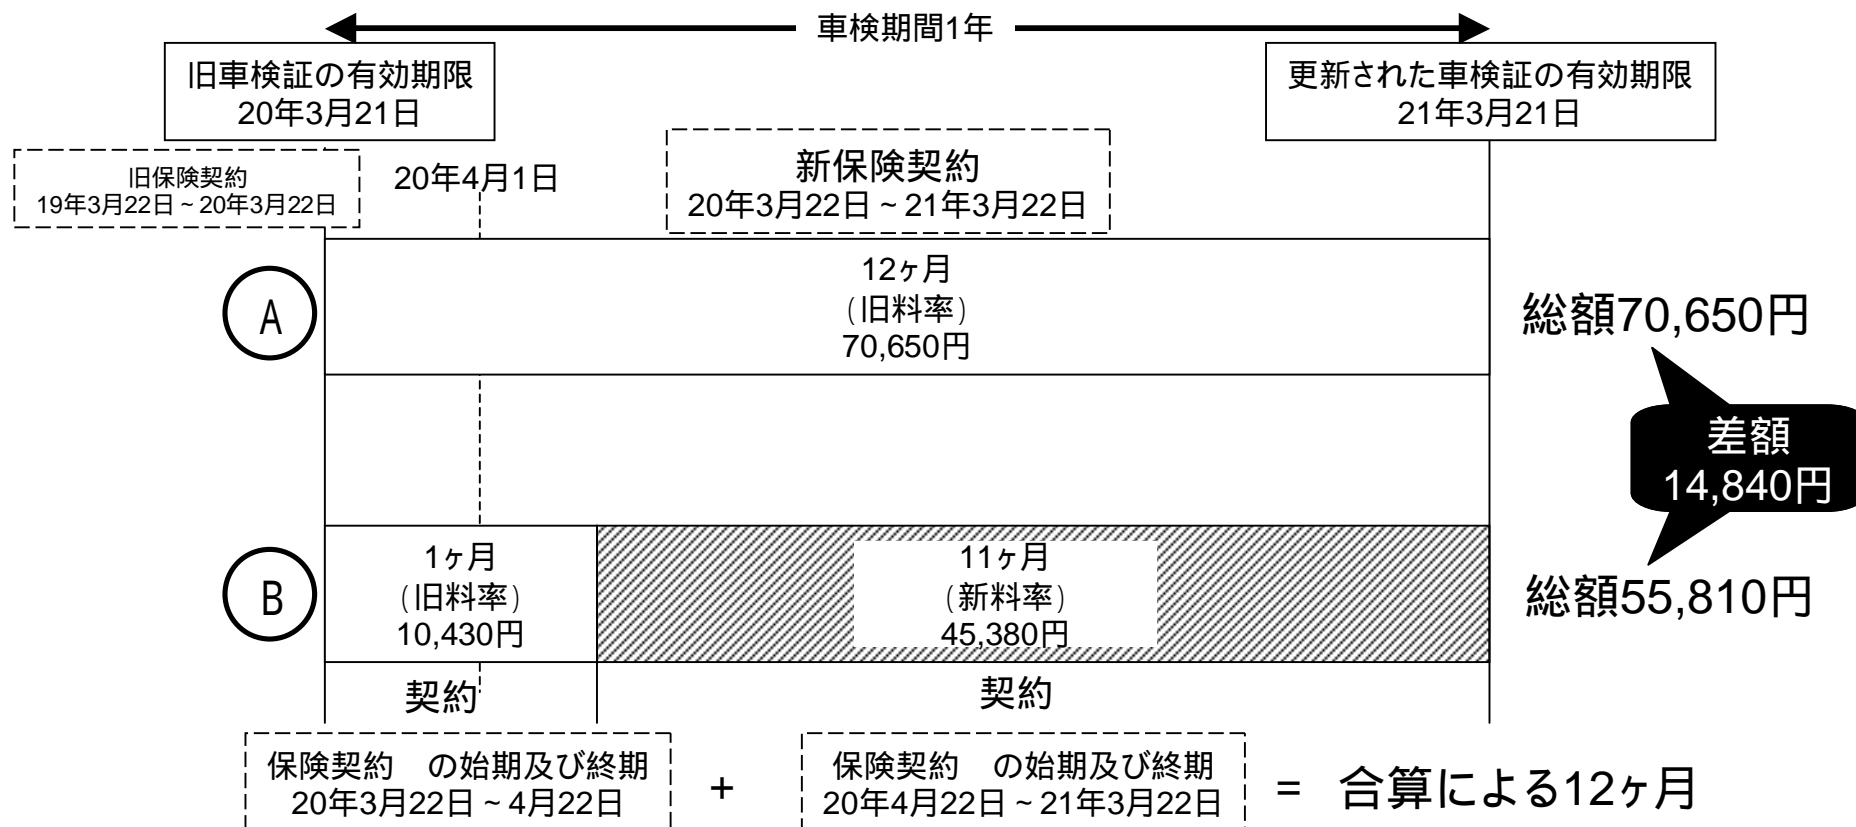 車検期間1年
旧車検証の有効期限
20年3月21日
更新された車検証の有効期限
21年3月21日
旧保険契約
19年3月22日~20年3月22日
20年4月1日
新保険契約
20年3月22日~21年3月22日
A
12ヶ月
(旧料率)
70,650円
総額70,650円
差額
14,840円
B
1ヶ月
(旧料率)
10,430円
11ヶ月
(新料率)
45,380円
総額55,810円
契約
契約
保険契約 の始期及び終期
20年3月22日~4月22日
+
保険契約 の始期及び終期
20年4月22日~21年3月22日
= 合算による12ヶ月